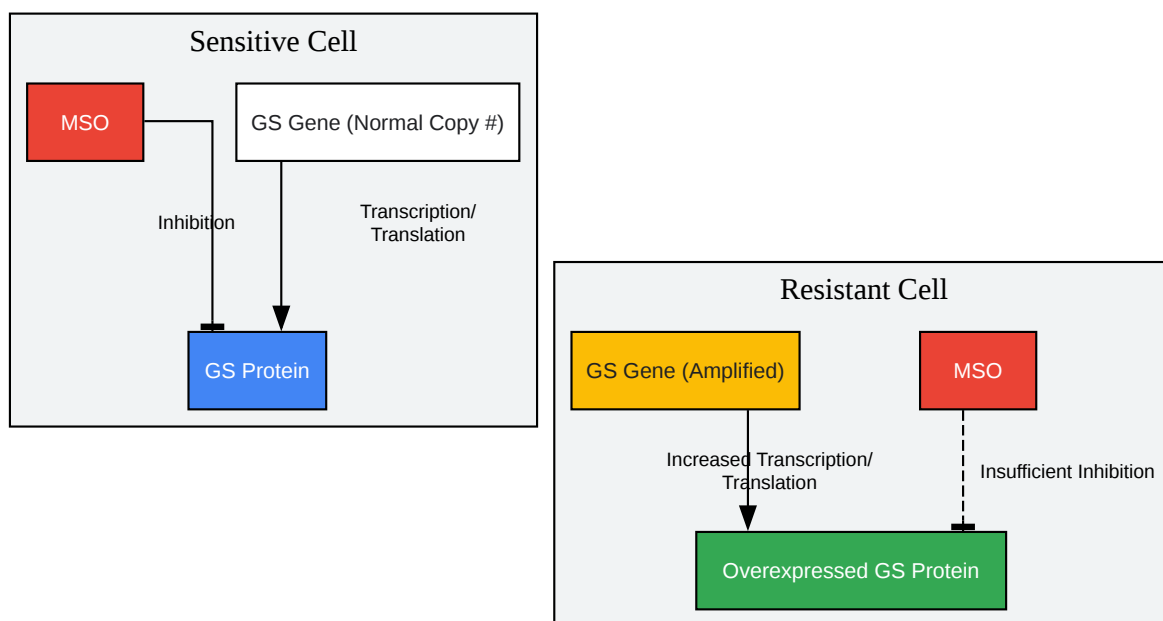 Sensitive Cell
MSO
GS Gene (Normal Copy #)
Inhibition
Transcription/
Translation
GS Protein
Resistant Cell
GS Gene (Amplified)
MSO
Increased Transcription/
Translation
Insufficient Inhibition
Overexpressed GS Protein